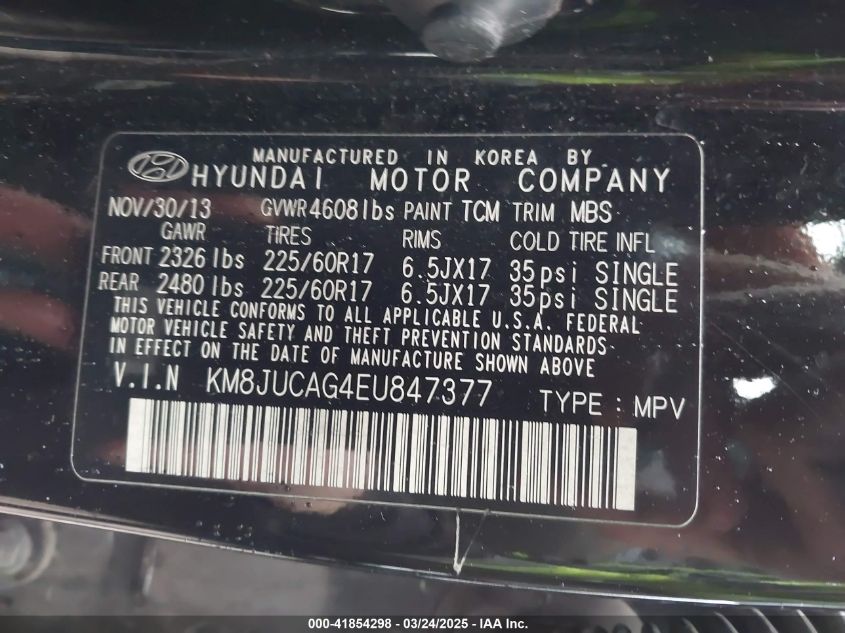 MANUFACTURED IN KOREA BY
HYUNDAI MOTOR COMPANY
NOV/30/13 GVWR 4608lbs PAINT TCM TRIM MBS
GAWR TIRES RIMS COLD TIRE INFL
FRONT 2326 lbs 225/60R17 6.5JX17 35psi SINGLE
REAR 2480 lbs 225/60R17 6.5JX17 35psi SINGLE
THIS VEHICLE CONFORMS TO ALL APPLICABLE U.S.A. FEDERAL
MOTOR VEHICLE SAFETY AND THEFT PREVENTION STANDARDS
IN EFFECT ON THE DATE OF MANUFACTURE SHOWN ABOVE
V.I.N KM8JUCAG4EU847377 TYPE : MPV
000-41854298 - 03/24/2025 - IAA Inc.